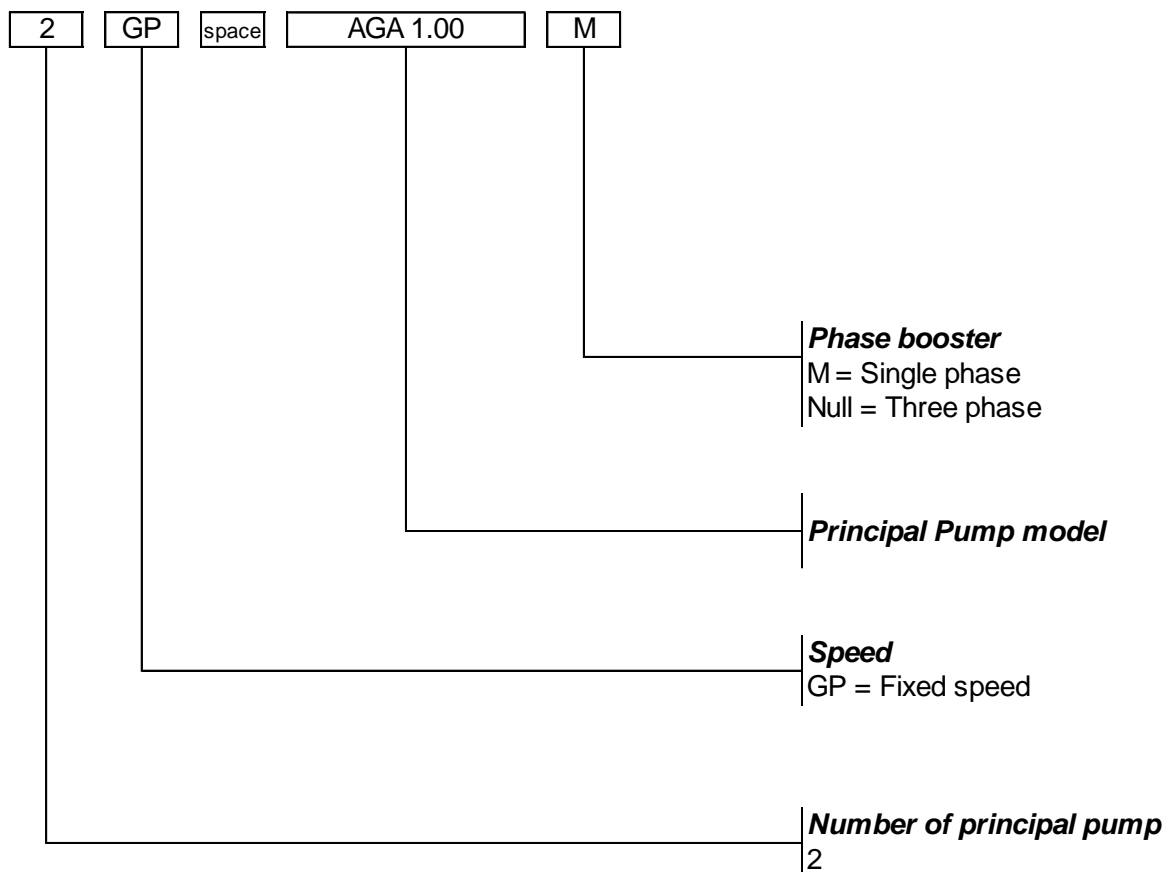 2 GP space AGA 1.00 M
Phase booster
M = Single phase
Null = Three phase
Principal Pump model
Speed
GP = Fixed speed
Number of principal pump
2